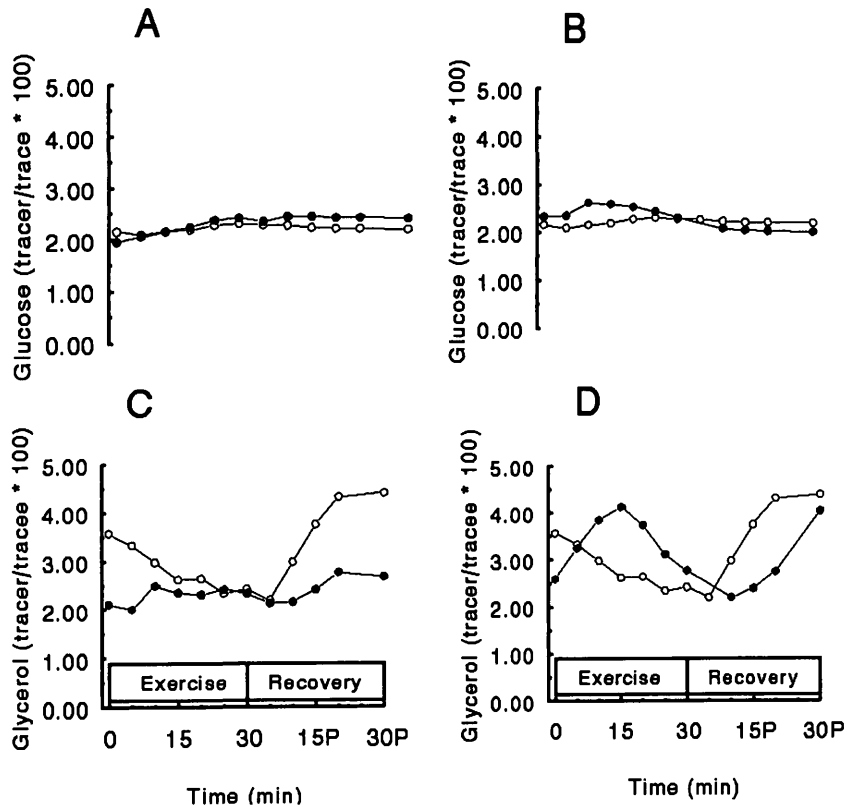 A
Glucose (tracer/trace * 100)
5.00
4.00
3.00
2.00
1.00
0.00
B
Glucose (tracer/trace * 100)
5.00
4.00
3.00
2.00
1.00
0.00
C
Glycerol (tracer/tracee * 100)
5.00
4.00
3.00
2.00
1.00
0.00
Exercise
Recovery
0 15 30 15P 30P
Time (min)
D
Glycerol (tracer/tracee * 100)
5.00
4.00
3.00
2.00
1.00
0.00
Exercise
Recovery
0 15 30 15P 30P
Time (min)